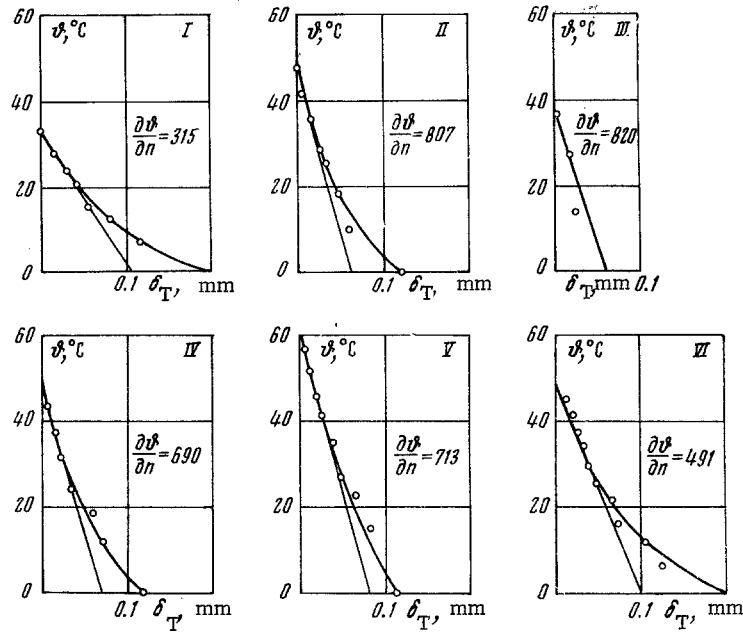 60 ϑ,°C I
40
∂ϑ/∂n = 315
20
0 0.1 δT, mm
60 ϑ,°C II
40
∂ϑ/∂n = 807
20
0 0.1 δT, mm
60 ϑ,°C III
40
∂ϑ/∂n = 820
20
0
δT, mm 0.1
60 ϑ,°C IV
40
∂ϑ/∂n = 690
20
0 0.1 δT, mm
60 ϑ,°C V
40
∂ϑ/∂n = 713
20
0 0.1 δT, mm
60 ϑ,°C VI
40
∂ϑ/∂n = 491
20
0 0.1 δT, mm